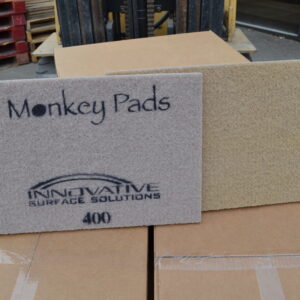 Monkey Pads
INNOVATIVE
SURFACE SOLUTIONS
400